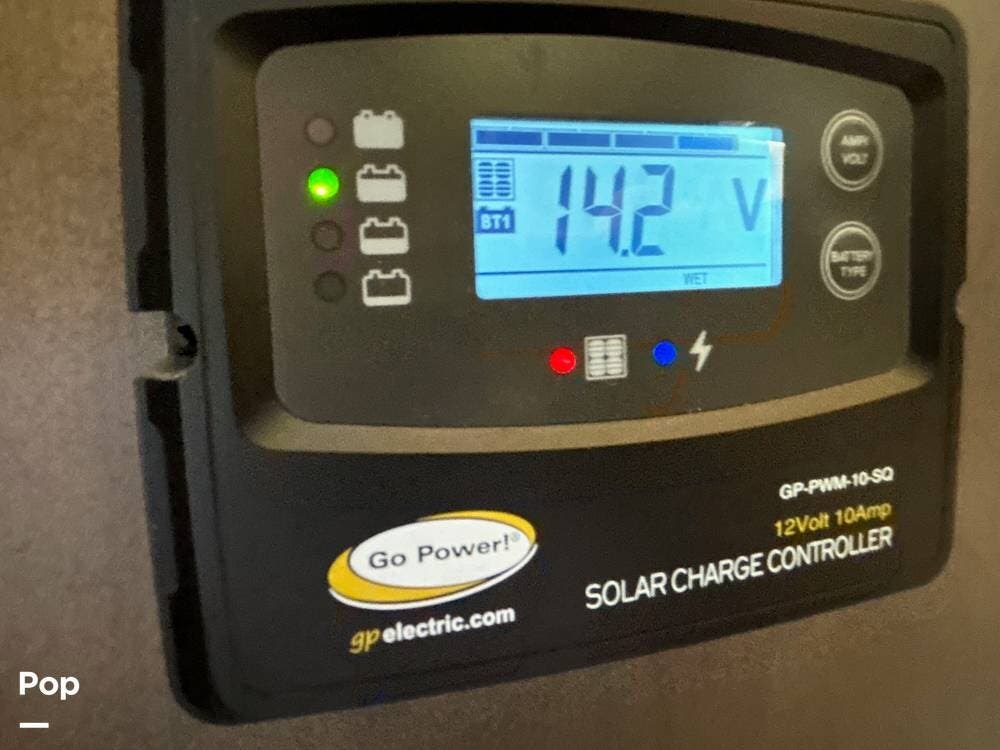 14.2 V
BT1
WET
AMP/
VOLT
BATTERY
TYPE
GP-PWM-10-SQ
12Volt 10Amp
SOLAR CHARGE CONTROLLER
Go Power!®
gpelectric.com
Pop